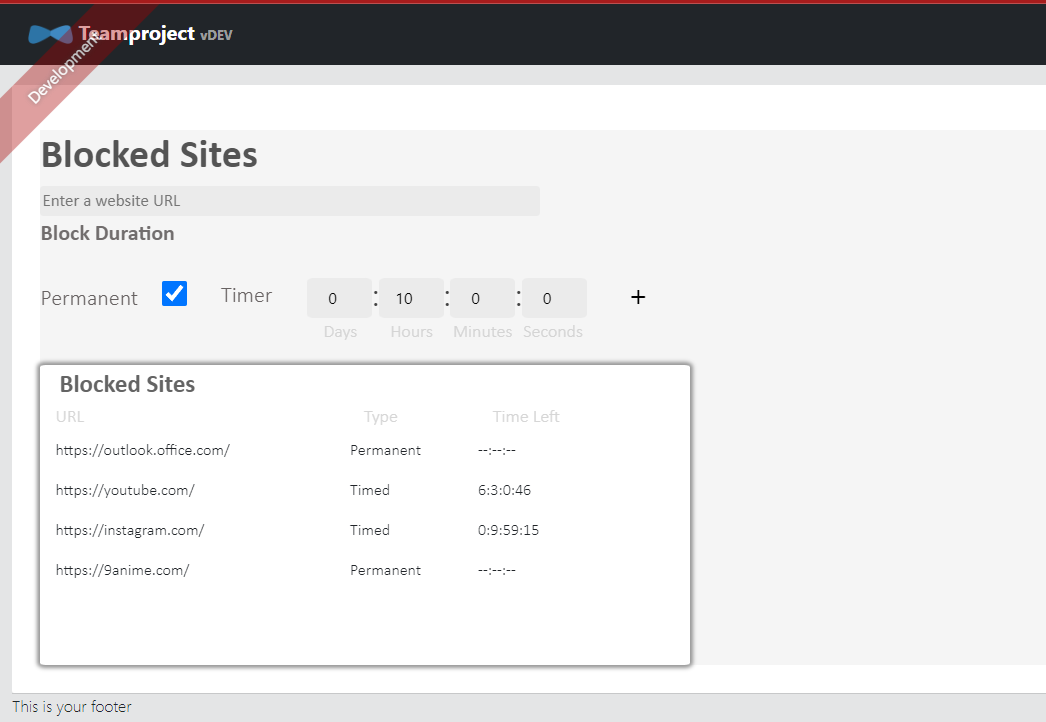 Teamproject vDEV
Development
Blocked Sites
Enter a website URL
Block Duration
Permanent Timer 0 : 10 : 0 : 0 +
Days Hours Minutes Seconds
Blocked Sites
URL Type Time Left
https://outlook.office.com/ Permanent --:--:--
https://youtube.com/ Timed 6:3:0:46
https://instagram.com/ Timed 0:9:59:15
https://9anime.com/ Permanent --:--:--
This is your footer